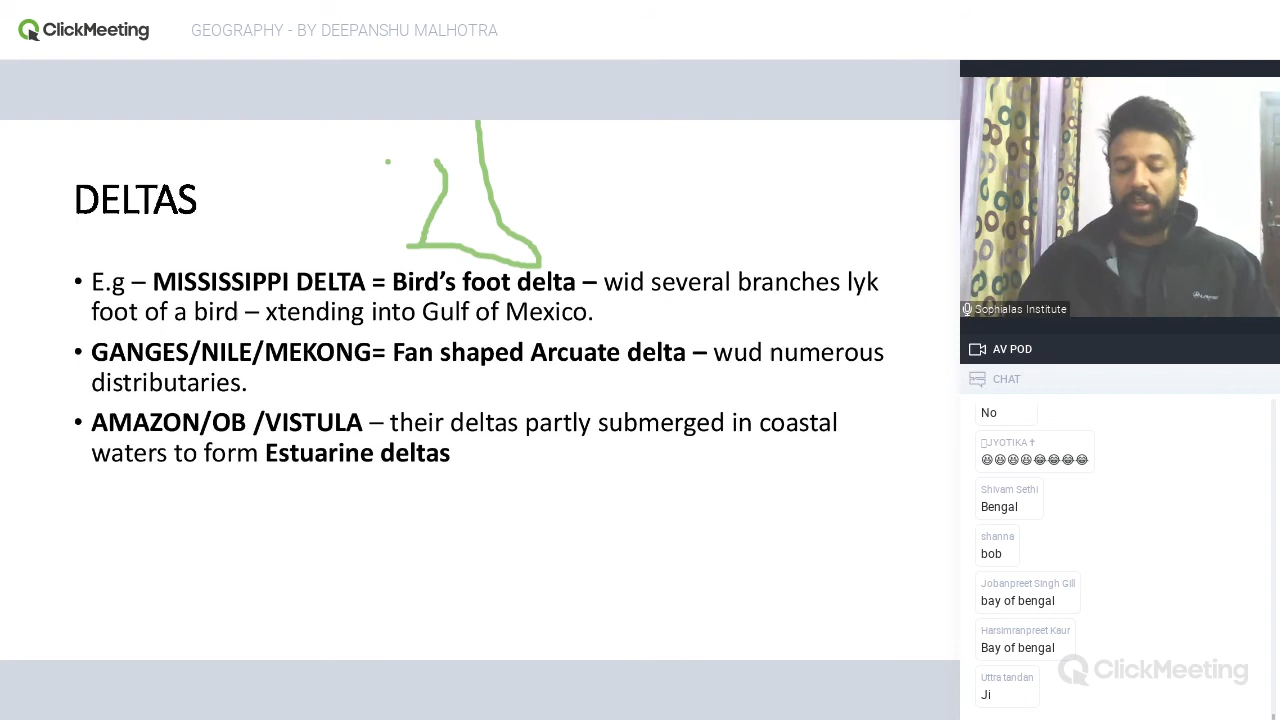 ClickMeeting
GEOGRAPHY - BY DEEPANSHU MALHOTRA
DELTAS
• E.g – MISSISSIPPI DELTA = Bird’s foot delta – wid several branches lyk
foot of a bird – xtending into Gulf of Mexico.
• GANGES/NILE/MEKONG= Fan shaped Arcuate delta – wud numerous
distributaries.
• AMAZON/OB /VISTULA – their deltas partly submerged in coastal
waters to form Estuarine deltas
Sophialas Institute
AV POD
CHAT
No
JYOTIKA✝
😆😆😆😆😂😂😂😂
Shivam Sethi
Bengal
shanna
bob
Jobanpreet Singh Gill
bay of bengal
Harsimranpreet Kaur
Bay of bengal
Uttra tandan
Ji
ClickMeeting